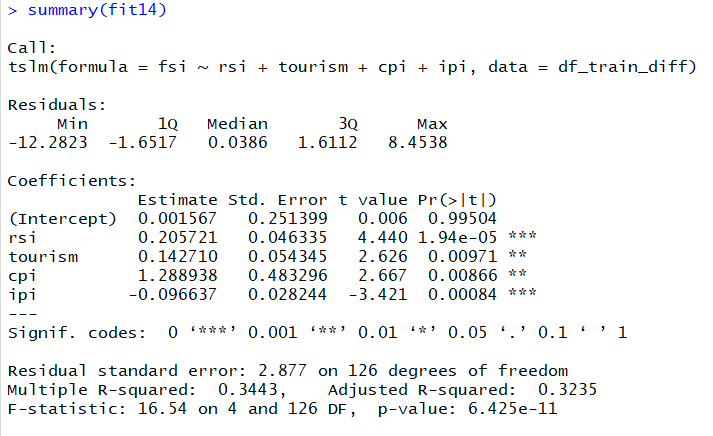 > summary(fit14)
Call:
tslm(formula = fsi ~ rsi + tourism + cpi + ipi, data = df_train_diff)
Residuals:
     Min       1Q   Median       3Q      Max
-12.2823  -1.6517   0.0386   1.6112   8.4538
Coefficients:
             Estimate Std. Error t value Pr(>|t|)
(Intercept)  0.001567   0.251399   0.006  0.99504
rsi          0.205721   0.046335   4.440 1.94e-05 ***
tourism      0.142710   0.054345   2.626  0.00971 **
cpi          1.288938   0.483296   2.667  0.00866 **
ipi         -0.096637   0.028244  -3.421  0.00084 ***
---
Signif. codes:  0 ‘***’ 0.001 ‘**’ 0.01 ‘*’ 0.05 ‘.’ 0.1 ‘ ’ 1
Residual standard error: 2.877 on 126 degrees of freedom
Multiple R-squared:  0.3443,	Adjusted R-squared:  0.3235
F-statistic: 16.54 on 4 and 126 DF,  p-value: 6.425e-11